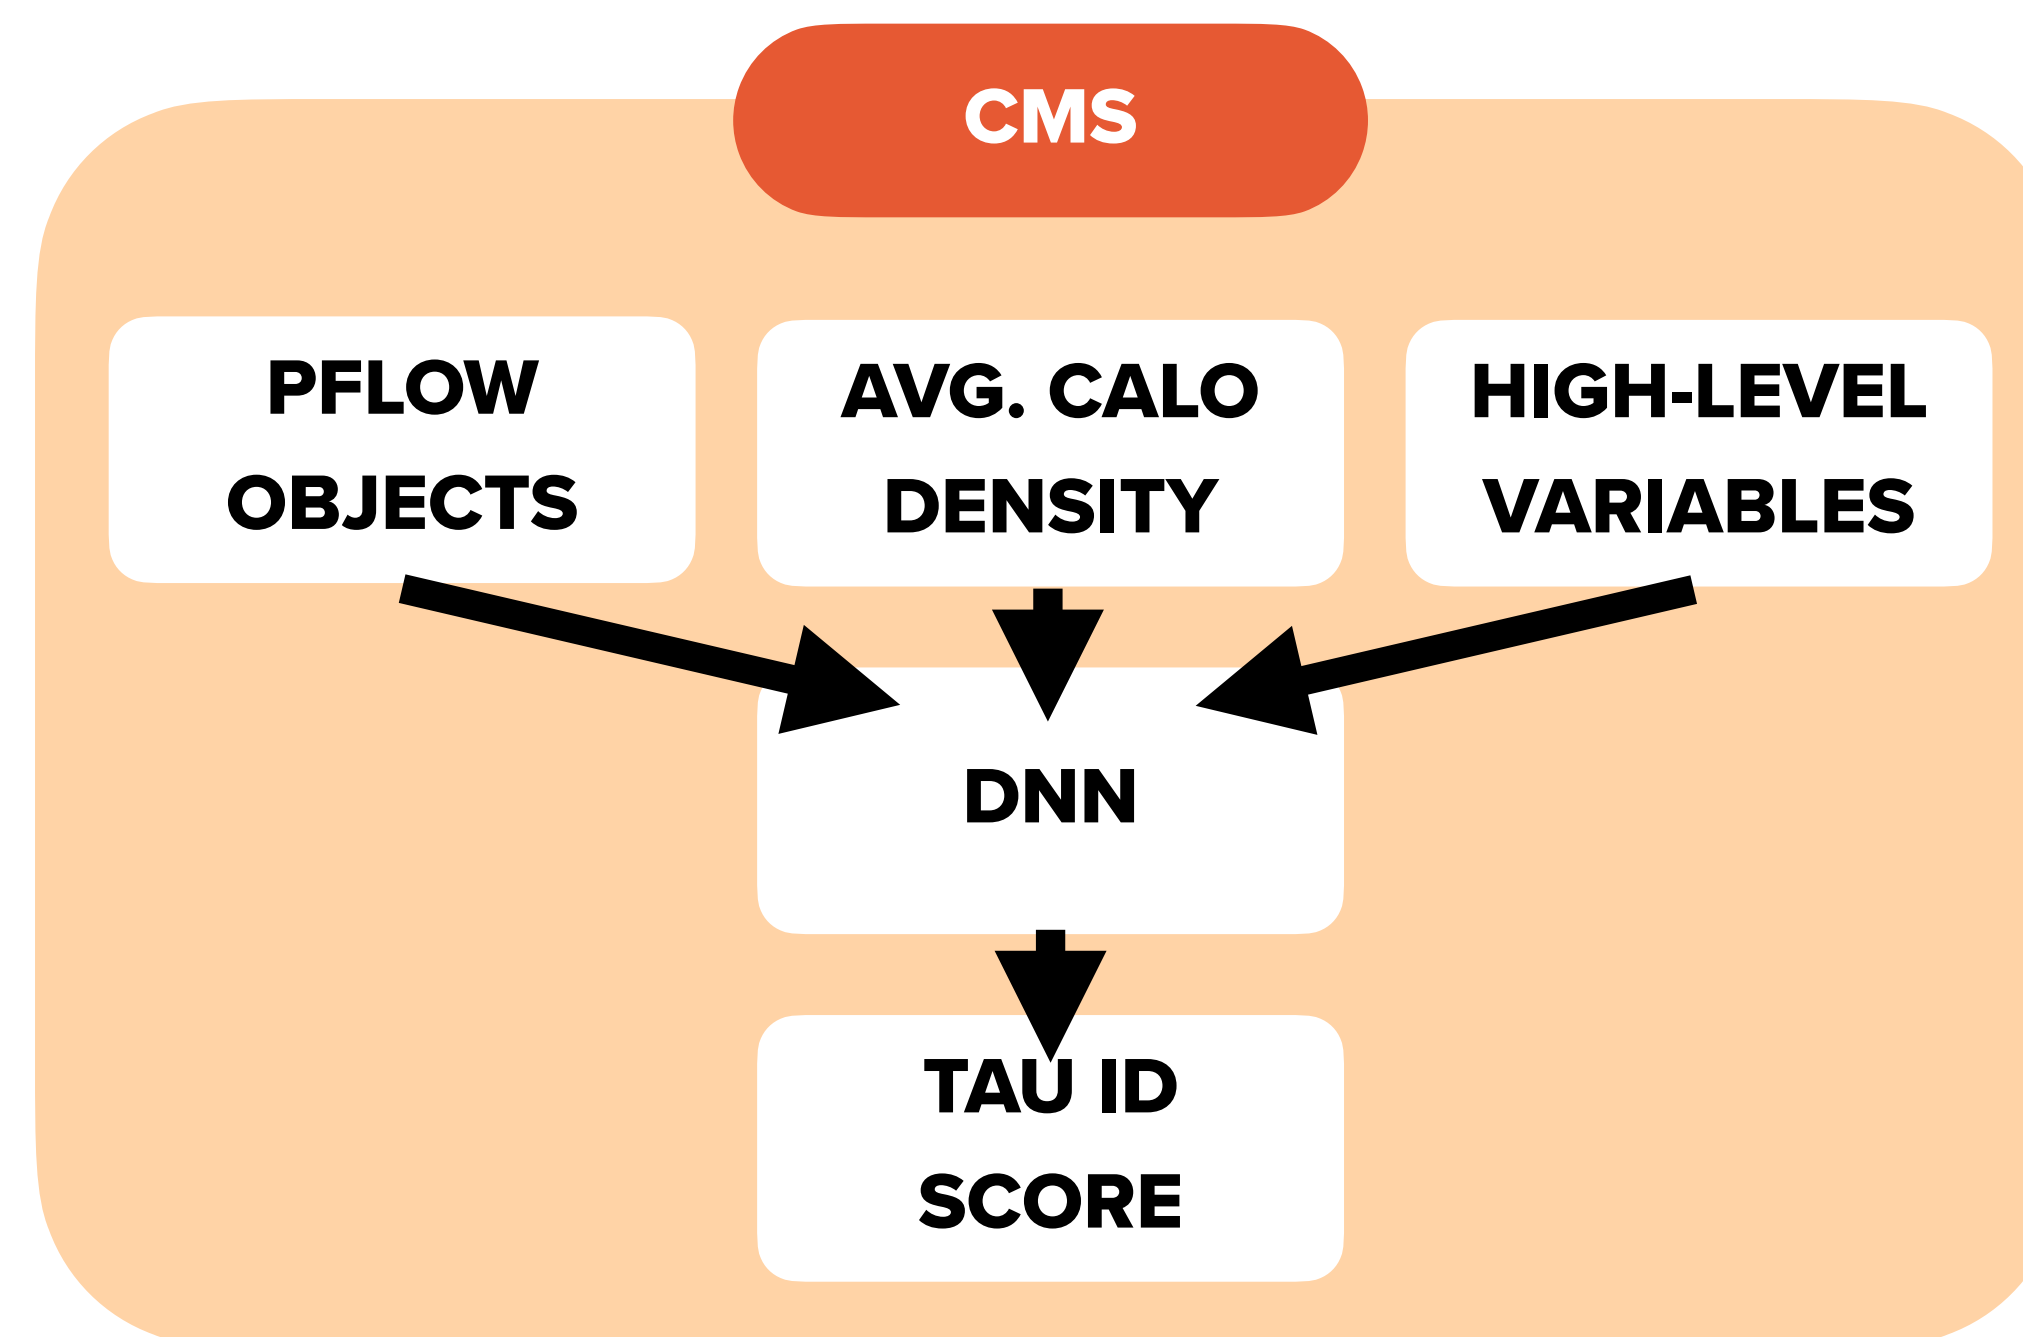 CMS
PFLOW
OBJECTS
AVG. CALO
DENSITY
HIGH-LEVEL
VARIABLES
DNN
TAU ID
SCORE